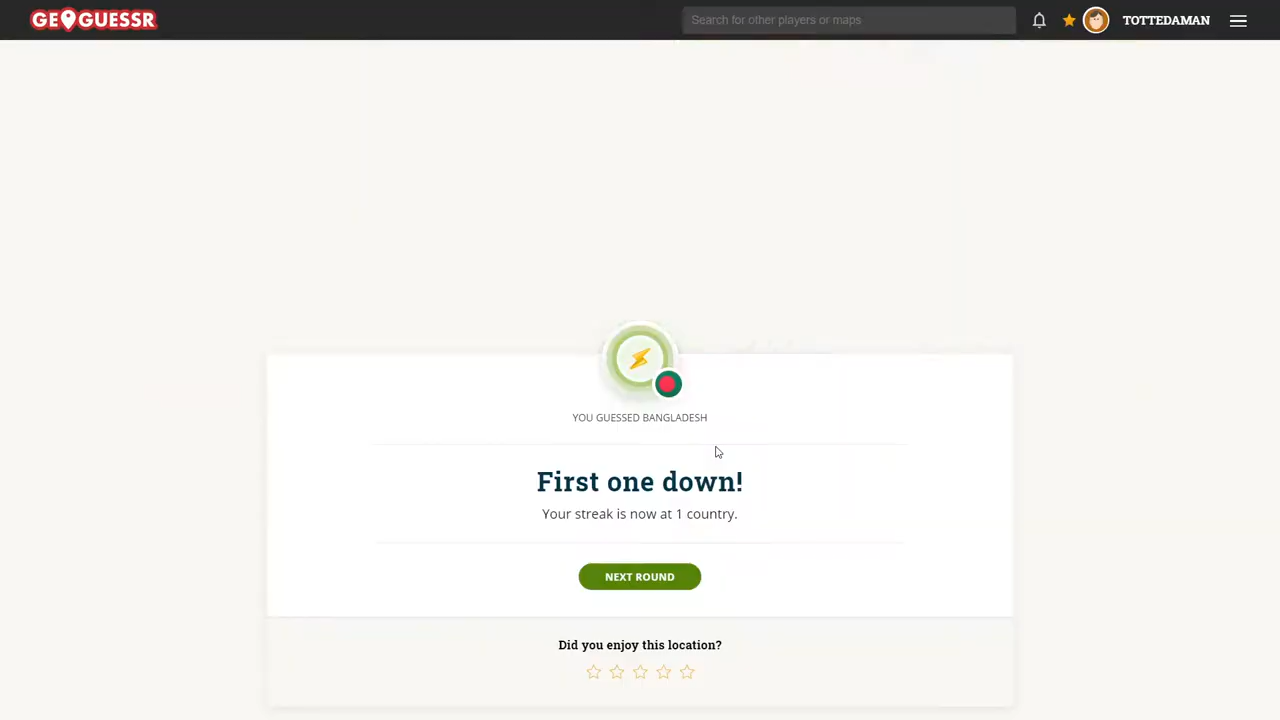 GEOGUESSR
Search for other players or maps
TOTTEDAMAN
YOU GUESSED BANGLADESH
First one down!
Your streak is now at 1 country.
NEXT ROUND
Did you enjoy this location?